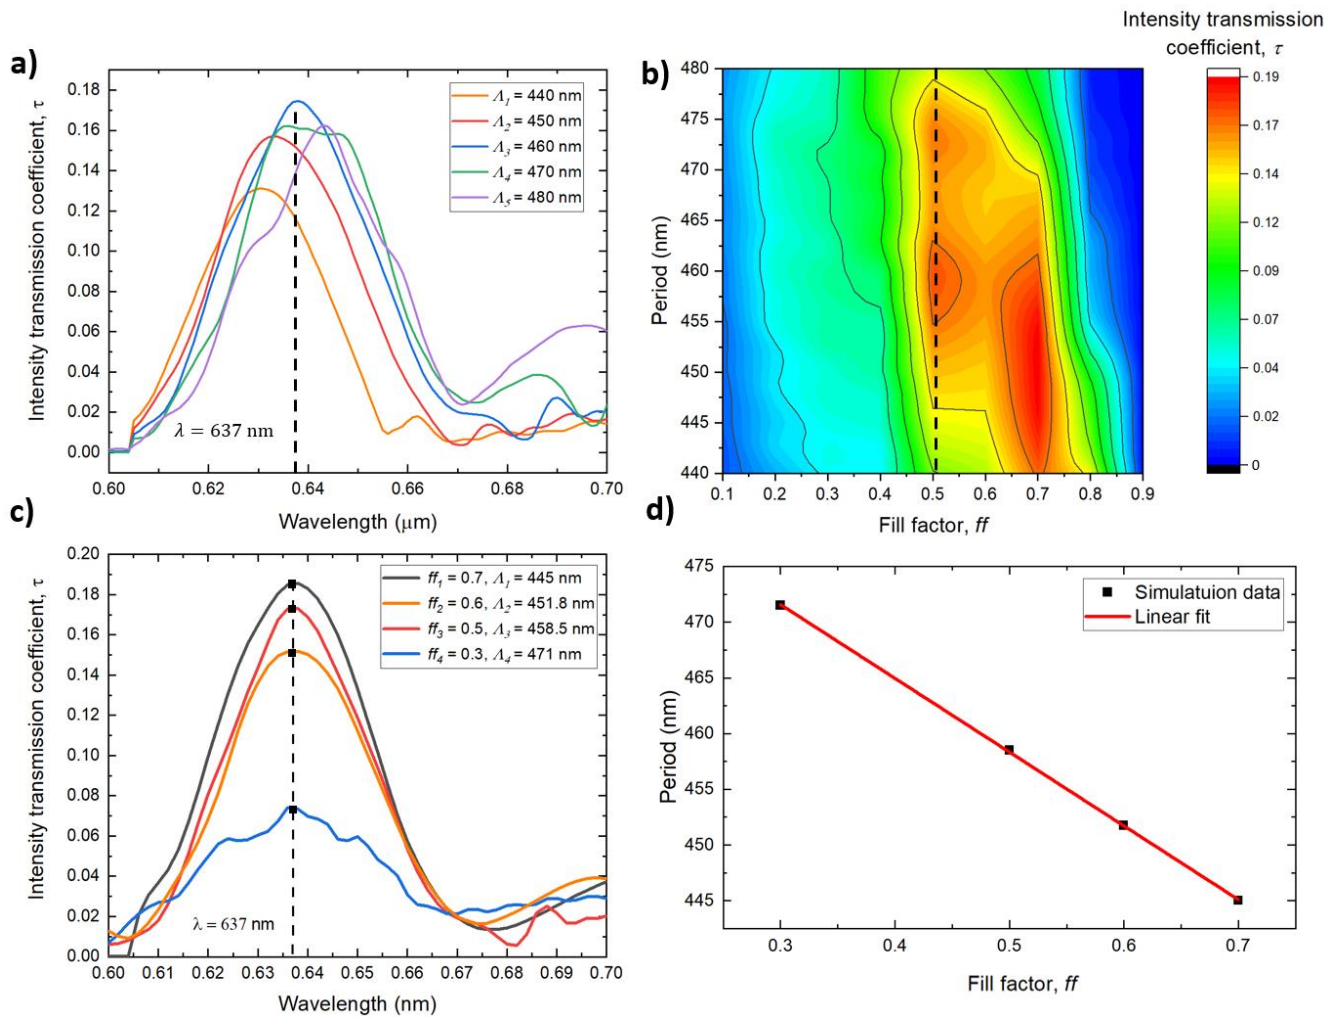 a)
Intensity transmission coefficient, τ
0.18
0.16
0.14
0.12
0.10
0.08
0.06
0.04
0.02
0.00
Λ1 = 440 nm
Λ2 = 450 nm
Λ3 = 460 nm
Λ4 = 470 nm
Λ5 = 480 nm
λ = 637 nm
0.60 0.62 0.64 0.66 0.68 0.70
Wavelength (μm)
b)
Intensity transmission
coefficient, τ
Period (nm)
480
475
470
465
460
455
450
445
440
0.1 0.2 0.3 0.4 0.5 0.6 0.7 0.8 0.9
Fill factor, ff
0.19
0.17
0.14
0.12
0.09
0.07
0.04
0.02
0
c)
Intensity transmission coefficient, τ
0.20
0.18
0.16
0.14
0.12
0.10
0.08
0.06
0.04
0.02
0.00
ff1 = 0.7, Λ1 = 445 nm
ff2 = 0.6, Λ2 = 451.8nm
ff3 = 0.5, Λ3 = 458.5nm
ff4 = 0.3, Λ4 = 471 nm
λ = 637 nm
0.60 0.61 0.62 0.63 0.64 0.65 0.66 0.67 0.68 0.69 0.70
Wavelength (nm)
d)
Period (nm)
475
470
465
460
455
450
445
Simulatuion data
Linear fit
0.3 0.4 0.5 0.6 0.7
Fill factor, ff